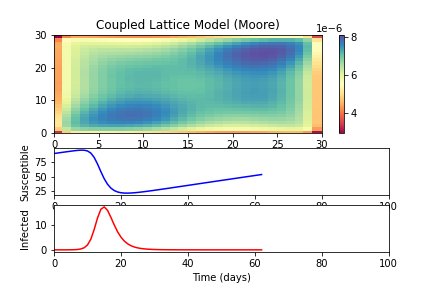 Coupled Lattice Model (Moore)
1e−6
30
20
10
0
0 5 10 15 20 25 30
8
6
4
Susceptible
75
50
25
0 20 40 60 80 100
Infected
10
0
0 20 40 60 80 100
Time (days)